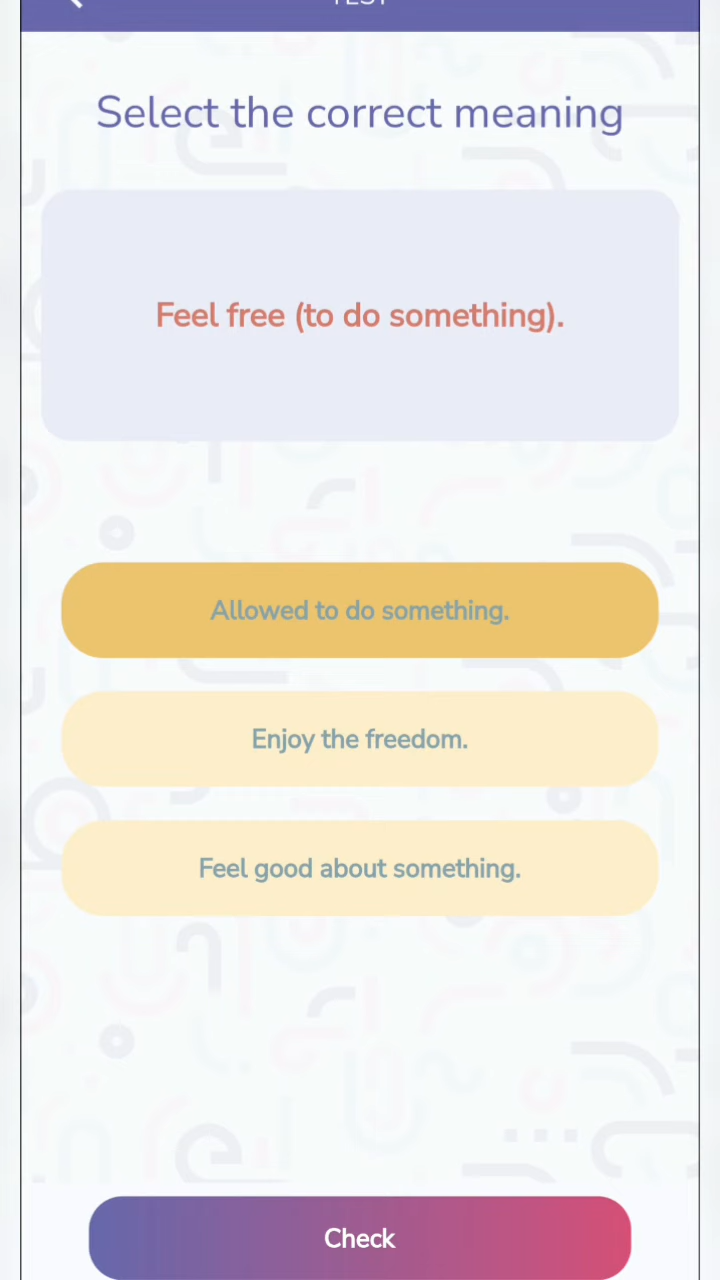 TEST
Select the correct meaning
Feel free (to do something).
Allowed to do something.
Enjoy the freedom.
Feel good about something.
Check